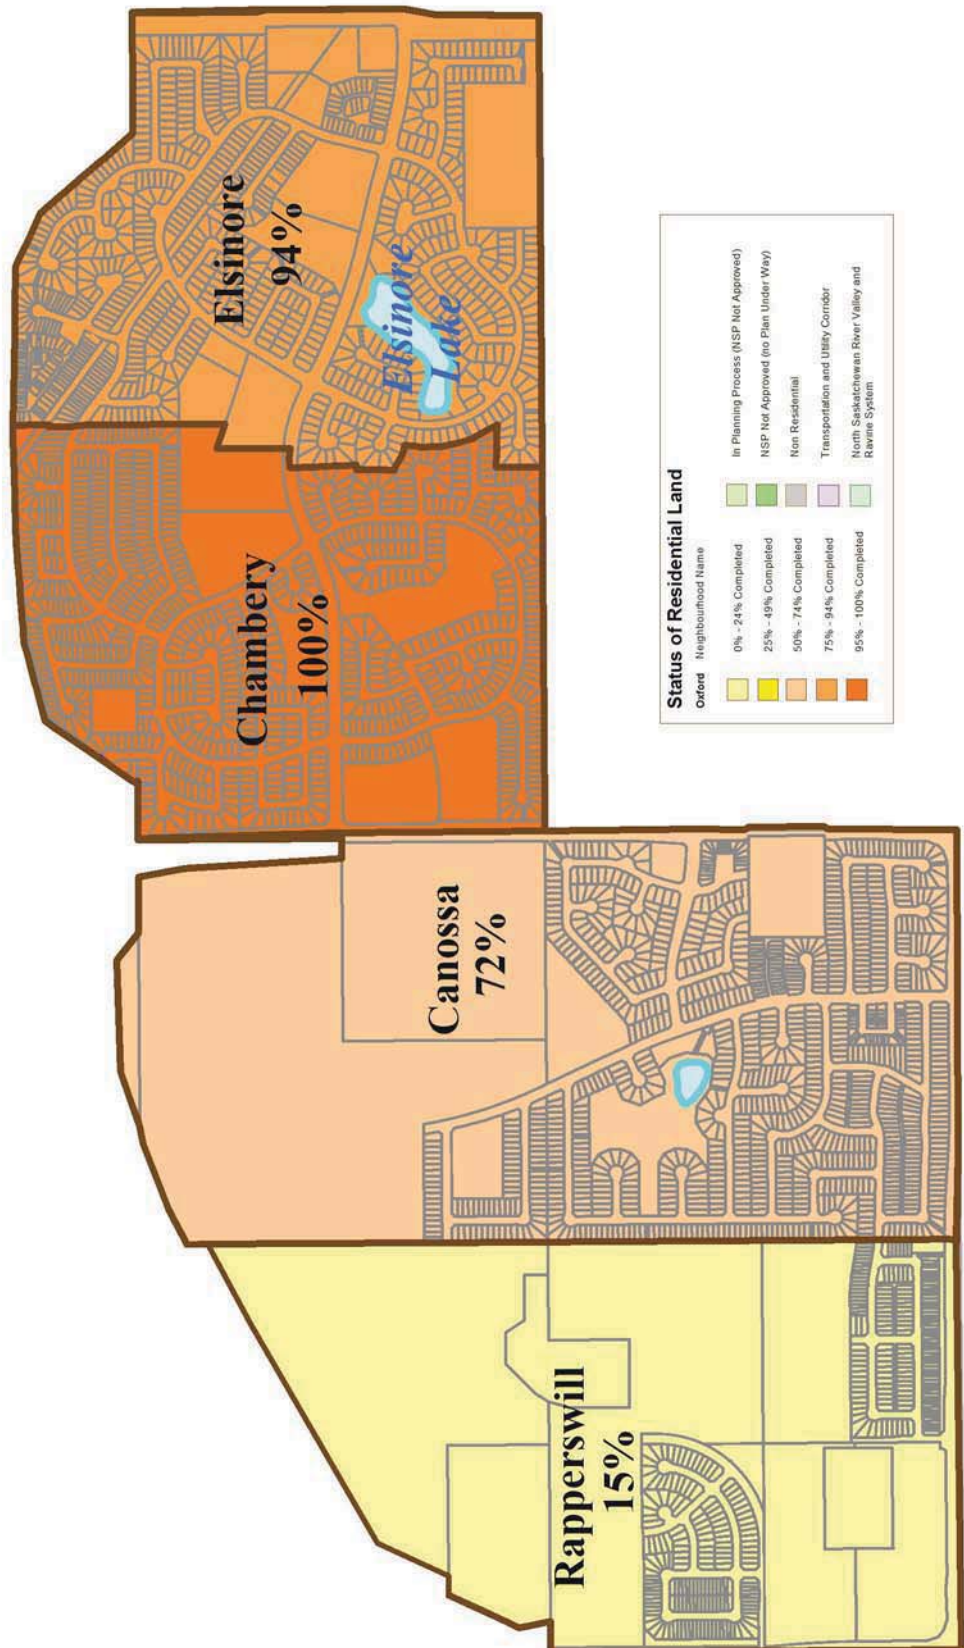 Elsinore
94%
Elsinore
Lake
Chambery
100%
Canossa
72%
Rapperswill
15%
Status of Residential Land
Oxford Neighbourhood Name
0% - 24% Completed
25% - 49% Completed
50% - 74% Completed
75% - 94% Completed
95% - 100% Completed
In Planning Process (NSP Not Approved)
NSP Not Approved (no Plan Under Way)
Non Residential
Transportation and Utility Corridor
North Saskatchewan River Valley and
Ravine System